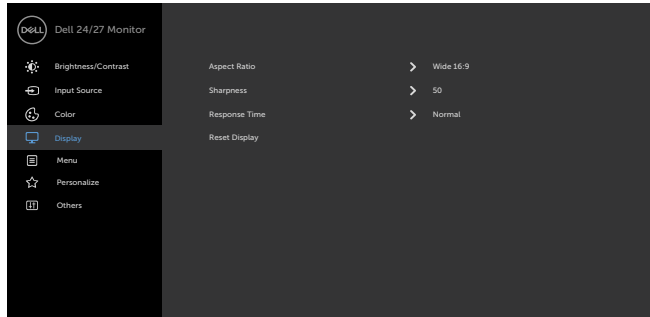 DELL Dell 24/27 Monitor
Brightness/Contrast
Input Source
Color
Display
Menu
Personalize
Others
Aspect Ratio Wide 16:9
Sharpness 50
Response Time Normal
Reset Display